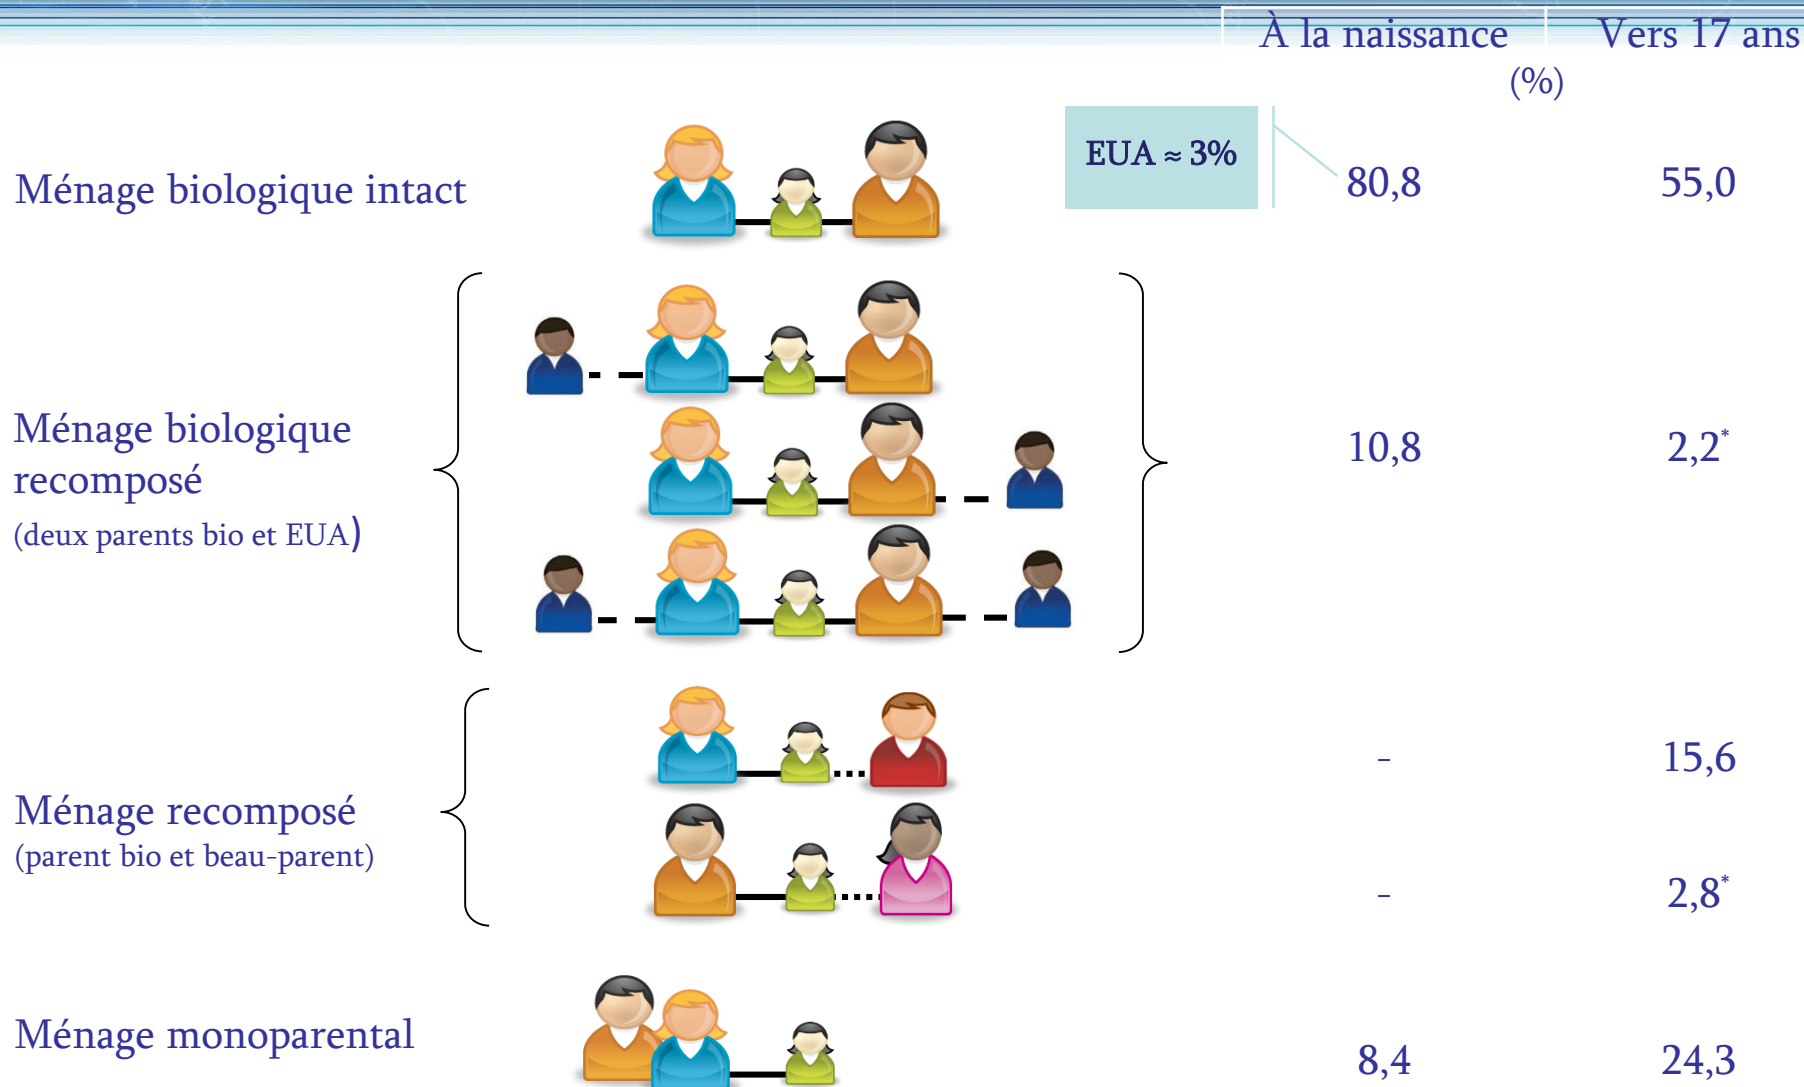 À la naissance Vers 17 ans
(%)
EUA ≈ 3%
Ménage biologique intact 80,8 55,0
Ménage biologique
recomposé 10,8 2,2*
(deux parents bio et EUA)
- 15,6
Ménage recomposé
(parent bio et beau-parent)
- 2,8*
Ménage monoparental
8,4 24,3